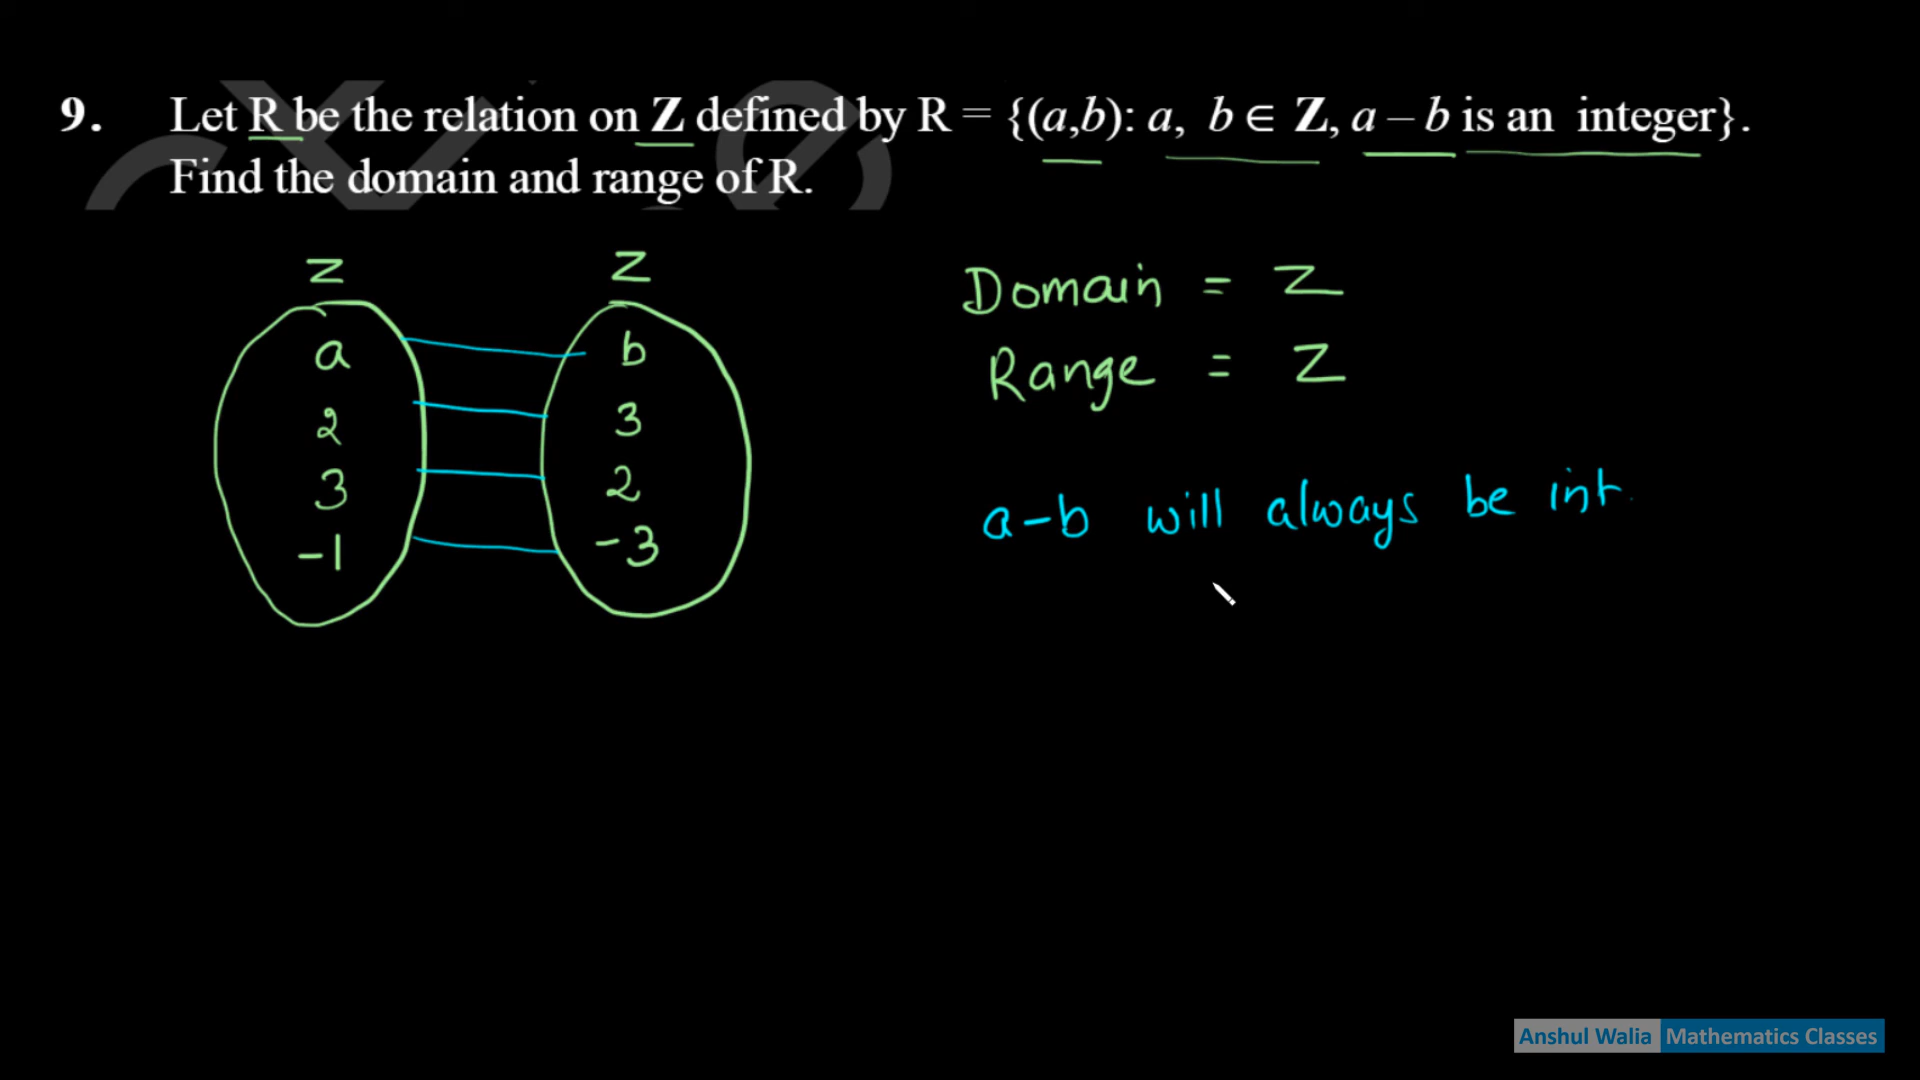 9. Let R be the relation on Z defined by R = {(a,b): a, b ∈ Z, a – b is an integer}.
Find the domain and range of R.
Z Z
a b
2 3
3 2
-1 -3
Domain = Z
Range = Z
a-b will always be int.
Anshul Walia Mathematics Classes